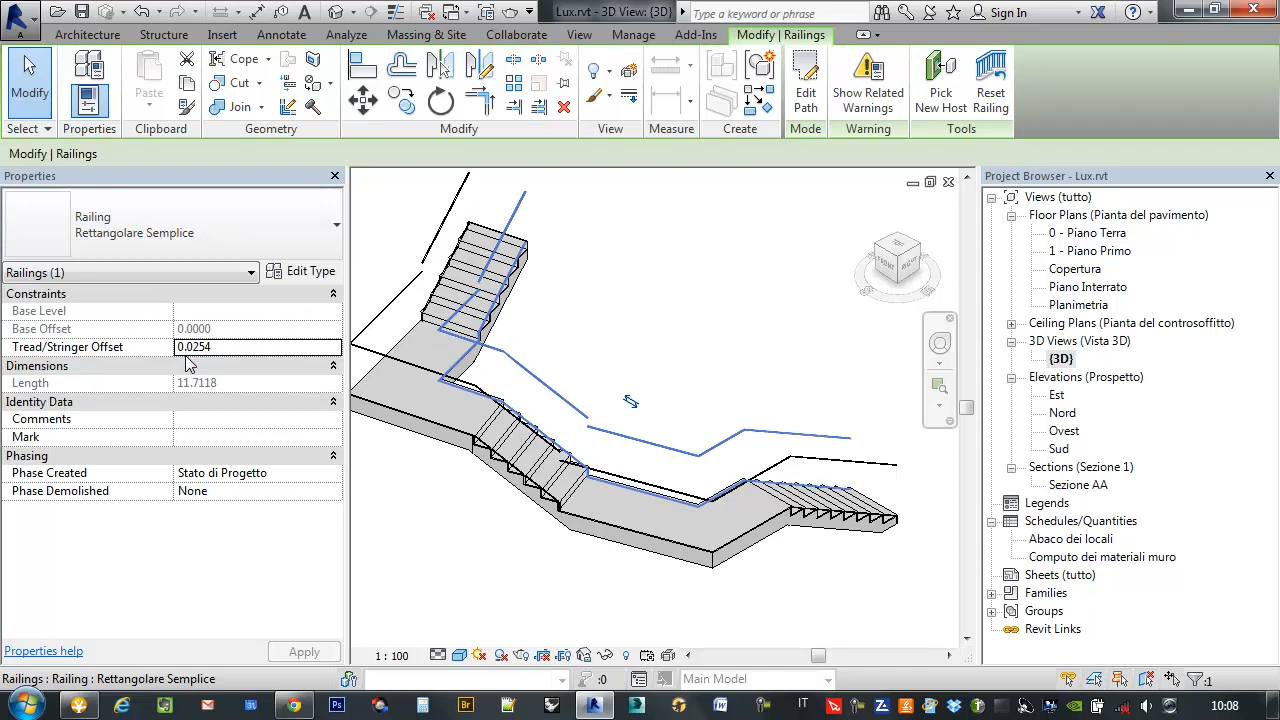 Lux.rvt - 3D View: {3D}
Type a keyword or phrase
Sign In
Architecture
Structure
Insert
Annotate
Analyze
Massing & Site
Collaborate
View
Manage
Add-Ins
Modify | Railings
Modify
Paste
Cope
Cut
Join
Edit
Path
Show Related
Warnings
Pick
New Host
Reset
Railing
Select
Properties
Clipboard
Geometry
Modify
View
Measure
Create
Mode
Warning
Tools
Modify | Railings
Properties
Railing
Rettangolare Semplice
Railings (1)
Edit Type
Constraints
Base Level
Base Offset 0.0000
Tread/Stringer Offset 0.0254
Dimensions
Length 11.7118
Identity Data
Comments
Mark
Phasing
Phase Created Stato di Progetto
Phase Demolished None
Properties help
Apply
TOP
FRONT
RIGHT
1 : 100
Project Browser - Lux.rvt
Views (tutto)
Floor Plans (Pianta del pavimento)
0 - Piano Terra
1 - Piano Primo
Copertura
Piano Interrato
Planimetria
Ceiling Plans (Pianta del controsoffitto)
3D Views (Vista 3D)
{3D}
Elevations (Prospetto)
Est
Nord
Ovest
Sud
Sections (Sezione 1)
Sezione AA
Legends
Schedules/Quantities
Abaco dei locali
Computo dei materiali muro
Sheets (tutto)
Families
Groups
Revit Links
Railings : Railing : Rettangolare Semplice
:0
Main Model
:1
IT
10:08